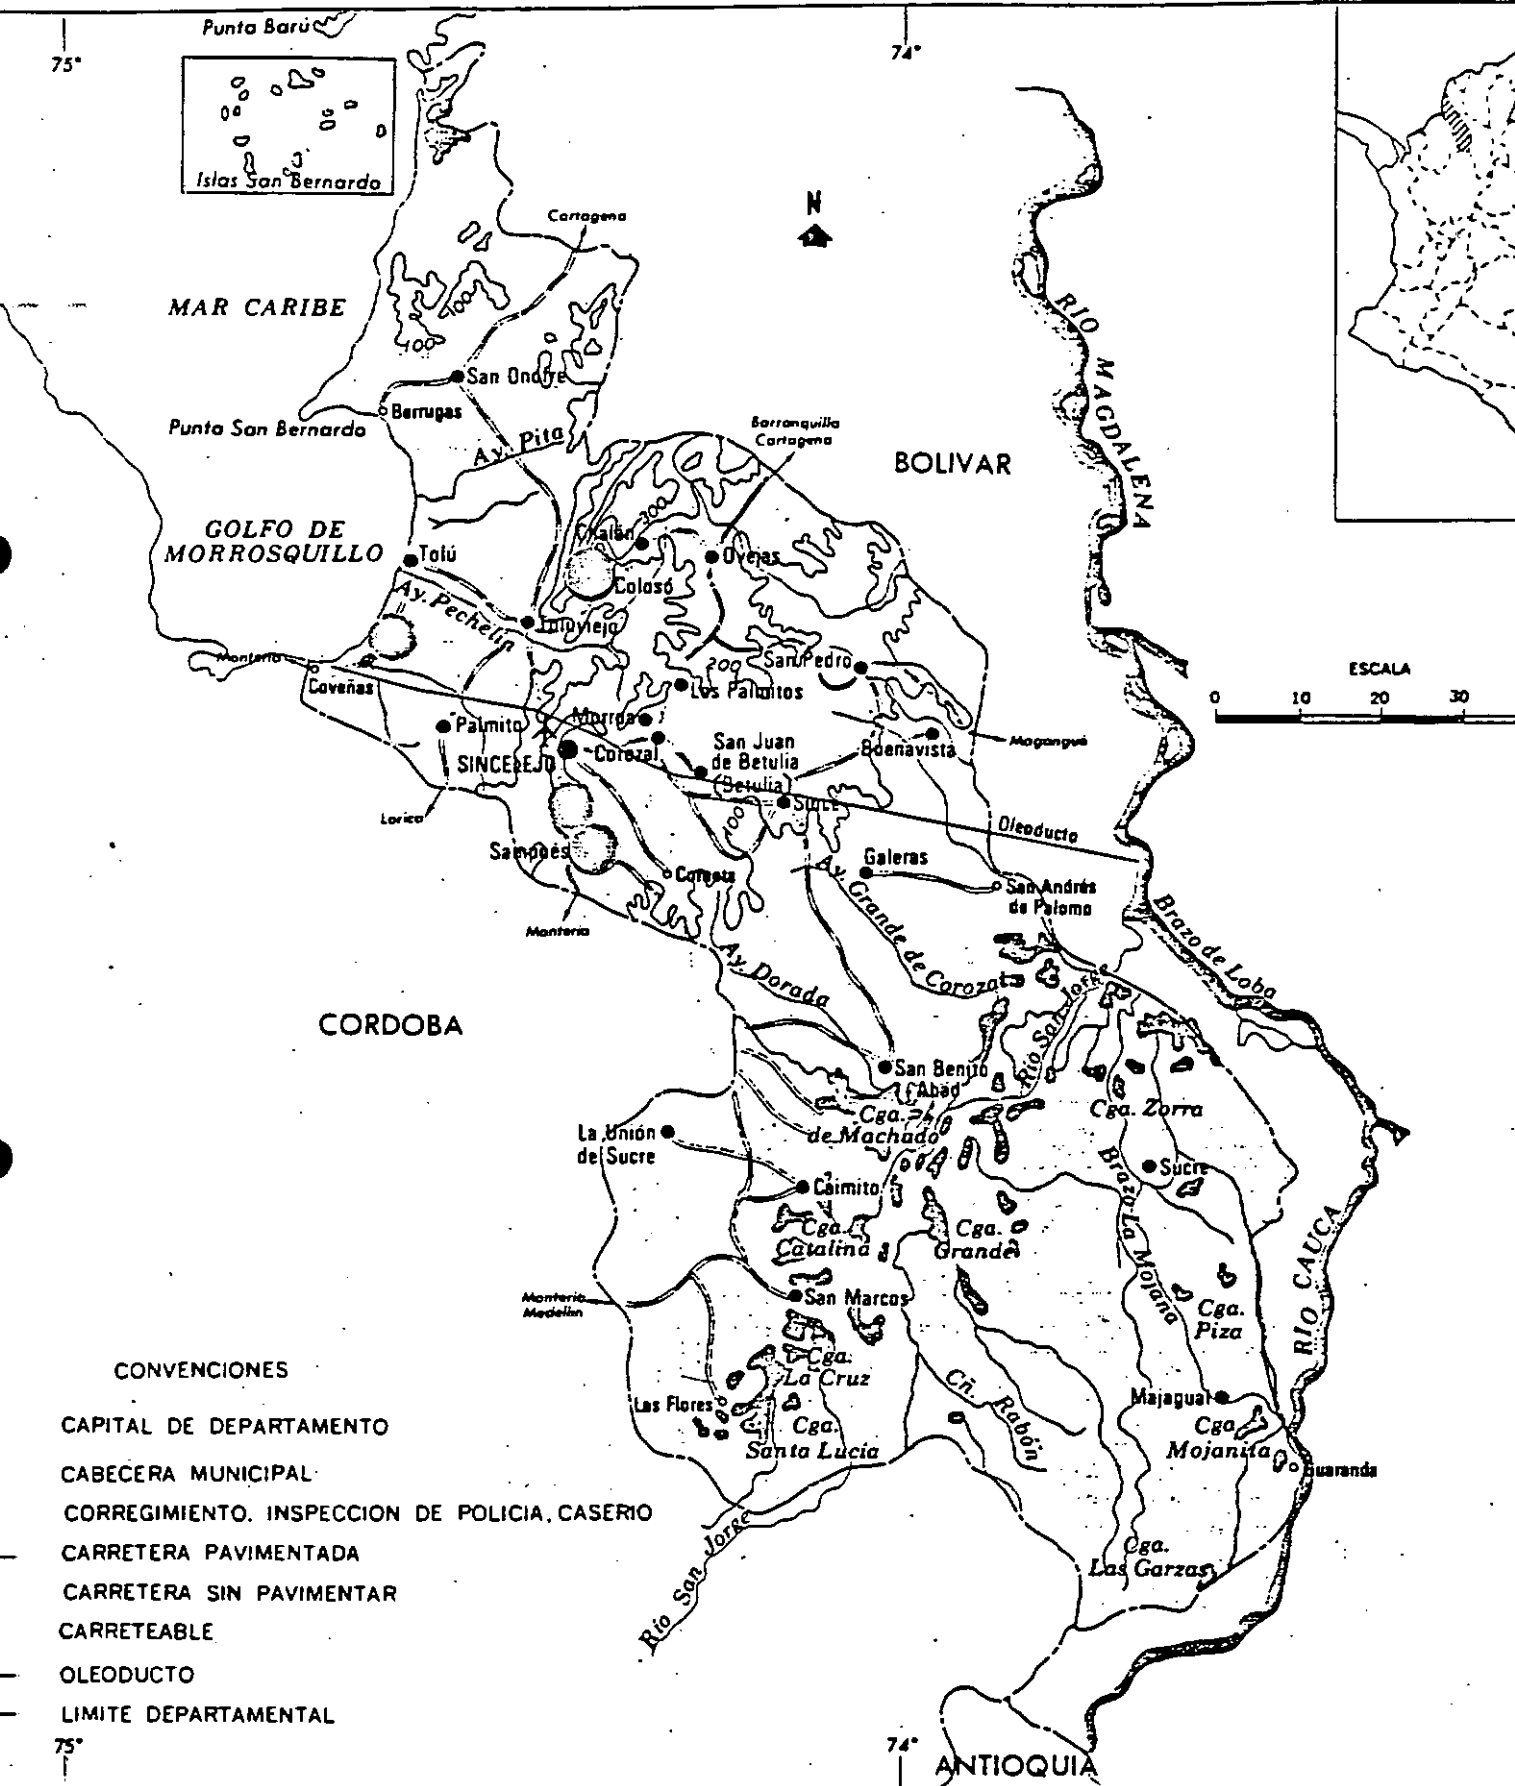 Punta Barú
75°
74°
Islas San Bernardo
Cartagena
N
MAR CARIBE
100
100
RIO MAGDALENA
San Onofre
Berrugas
Punta San Bernardo
Ay. Pita
Barranquilla
Cartagena
BOLIVAR
GOLFO DE
MORROSQUILLO
300
Chalán
Ovejas
Tolú
Colosó
Ay. Pechelín
Toluviejo
Montería
Coveñas
200
San Pedro
Los Palmitos
ESCALA
0 10 20 30
Palmito
Morroa
SINCELEJO
Corozal
San Juan
de Betulia
(Betulia)
Buenavista
Magangué
Lorica
100
SINCE
Oleoducto
Sampués
Galeras
San Andrés
de Palomo
Montería
Ay. Grande de Corozal
Brazo de Loba
Ay. Dorada
CORDOBA
Río San Jorge
San Benito
Abad
Cga.
de Machado
Cga. Zorra
La Unión
de Sucre
Sucre
Caimito
Brazo La Mojana
Cga.
Catalina
Cga.
Grande
RIO CAUCA
Montería
Medellín
San Marcos
Cga.
Piza
Cga.
La Cruz
CONVENCIONES
Las Flores
Cga.
Santa Lucía
Cñ. Rabón
Majagual
Cga.
Mojanita
Guaranda
CAPITAL DE DEPARTAMENTO
CABECERA MUNICIPAL
CORREGIMIENTO. INSPECCION DE POLICIA, CASERIO
CARRETERA PAVIMENTADA
CARRETERA SIN PAVIMENTAR
CARRETEABLE
OLEODUCTO
LIMITE DEPARTAMENTAL
Río San Jorge
Cga.
Las Garzas
75°
74°
ANTIOQUIA